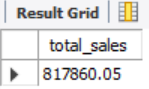 Result Grid
total_sales
817860.05